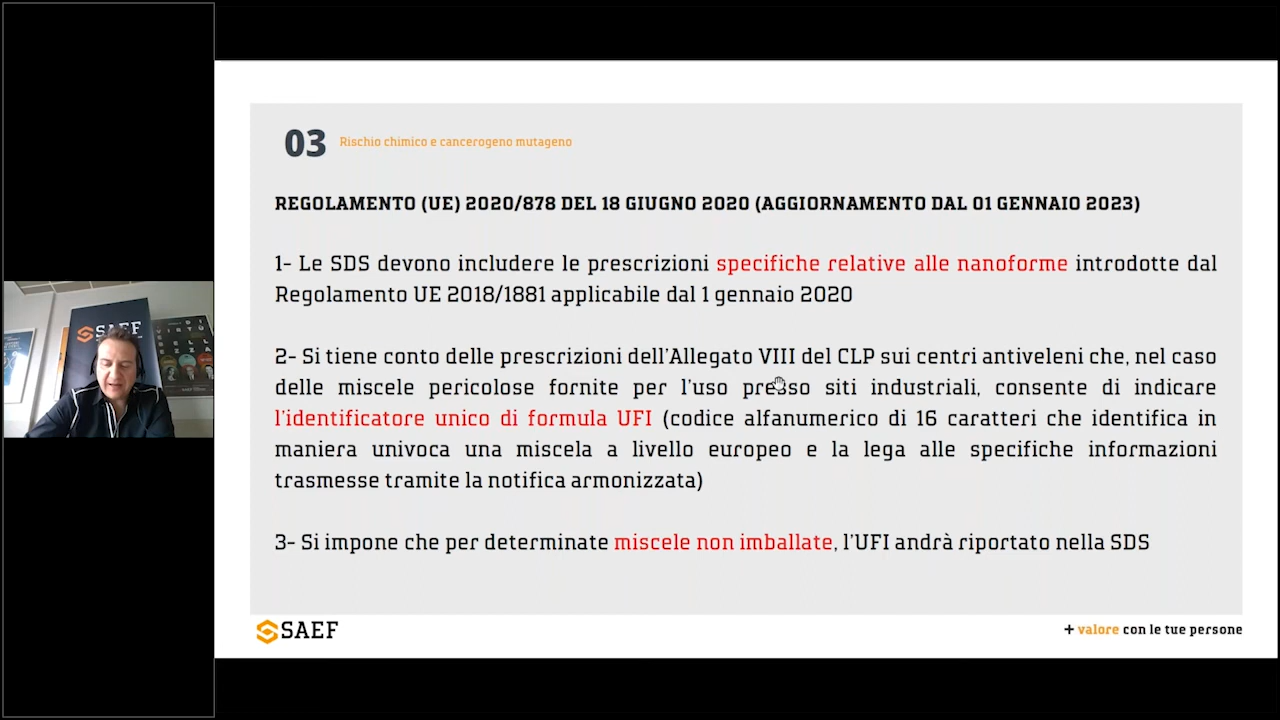 03 Rischio chimico e cancerogeno mutageno
REGOLAMENTO (UE) 2020/878 DEL 18 GIUGNO 2020 (AGGIORNAMENTO DAL 01 GENNAIO 2023)
1- Le SDS devono includere le prescrizioni specifiche relative alle nanoforme introdotte dal
Regolamento UE 2018/1881 applicabile dal 1 gennaio 2020
2- Si tiene conto delle prescrizioni dell'Allegato VIII del CLP sui centri antiveleni che, nel caso
delle miscele pericolose fornite per l'uso presso siti industriali, consente di indicare
l'identificatore unico di formula UFI (codice alfanumerico di 16 caratteri che identifica in
maniera univoca una miscela a livello europeo e la lega alle specifiche informazioni
trasmesse tramite la notifica armonizzata)
3- Si impone che per determinate miscele non imballate, l'UFI andrà riportato nella SDS
SAEF
+ valore con le tue persone
SAEF